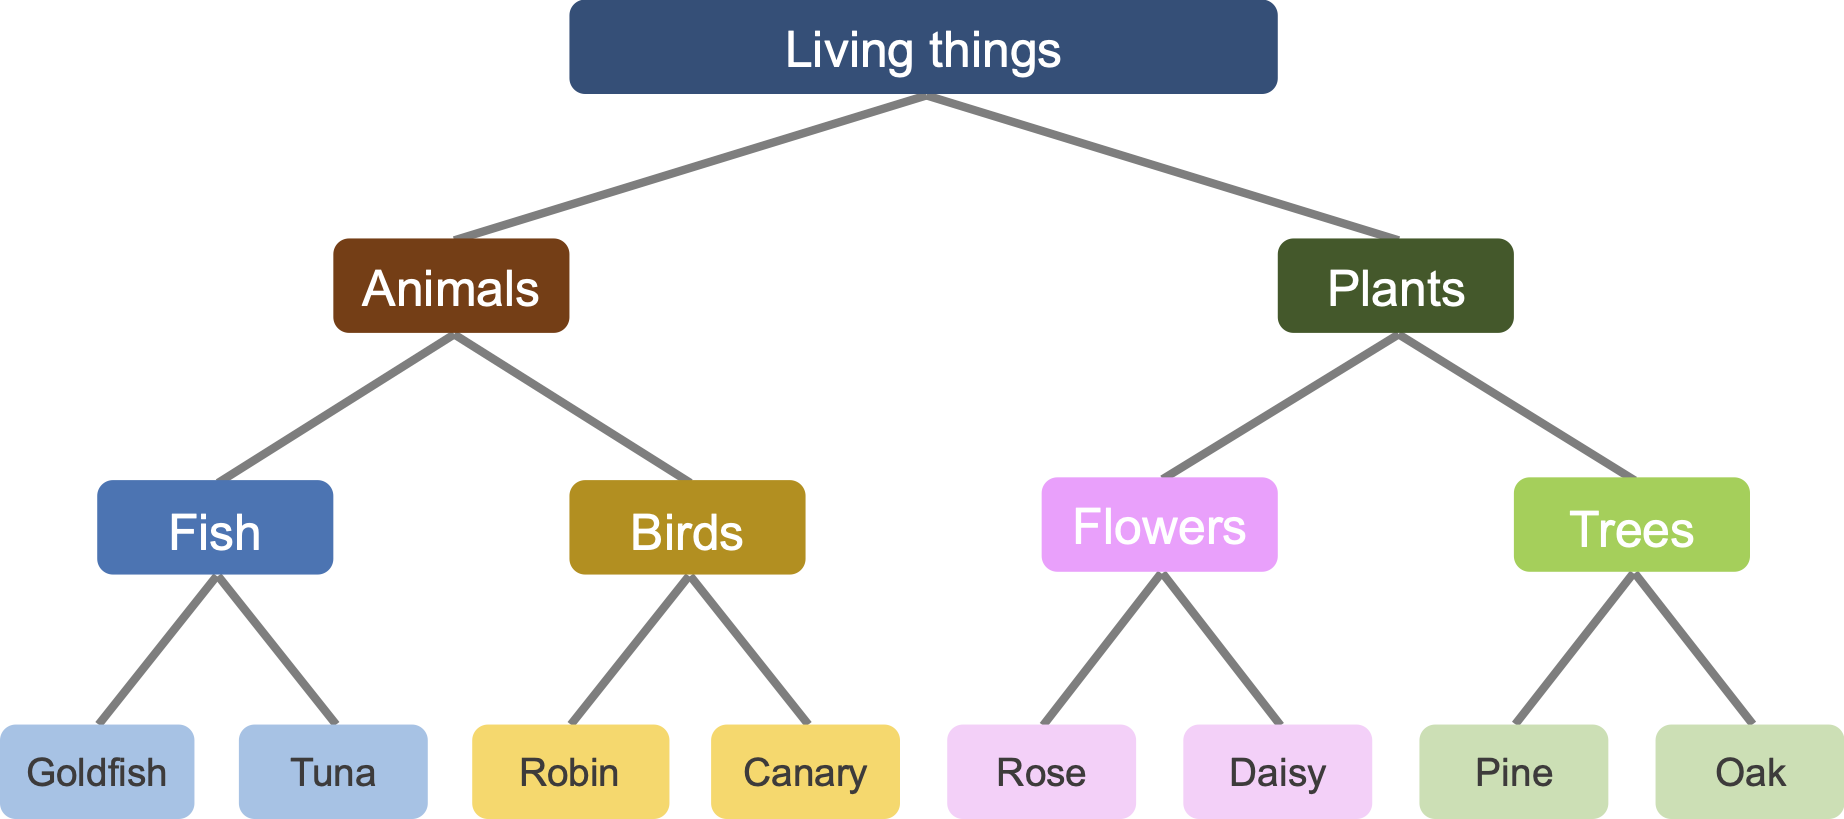 Living things
Animals
Plants
Fish
Birds
Flowers
Trees
Goldfish
Tuna
Robin
Canary
Rose
Daisy
Pine
Oak